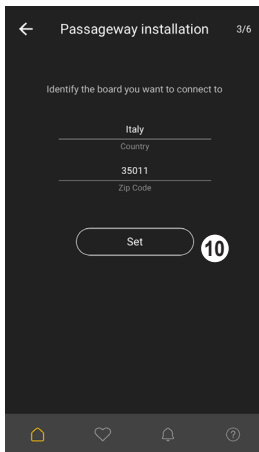 Passageway installation 3/6
Identify the board you want to connect to
Italy
Country
35011
Zip Code
Set
10
?